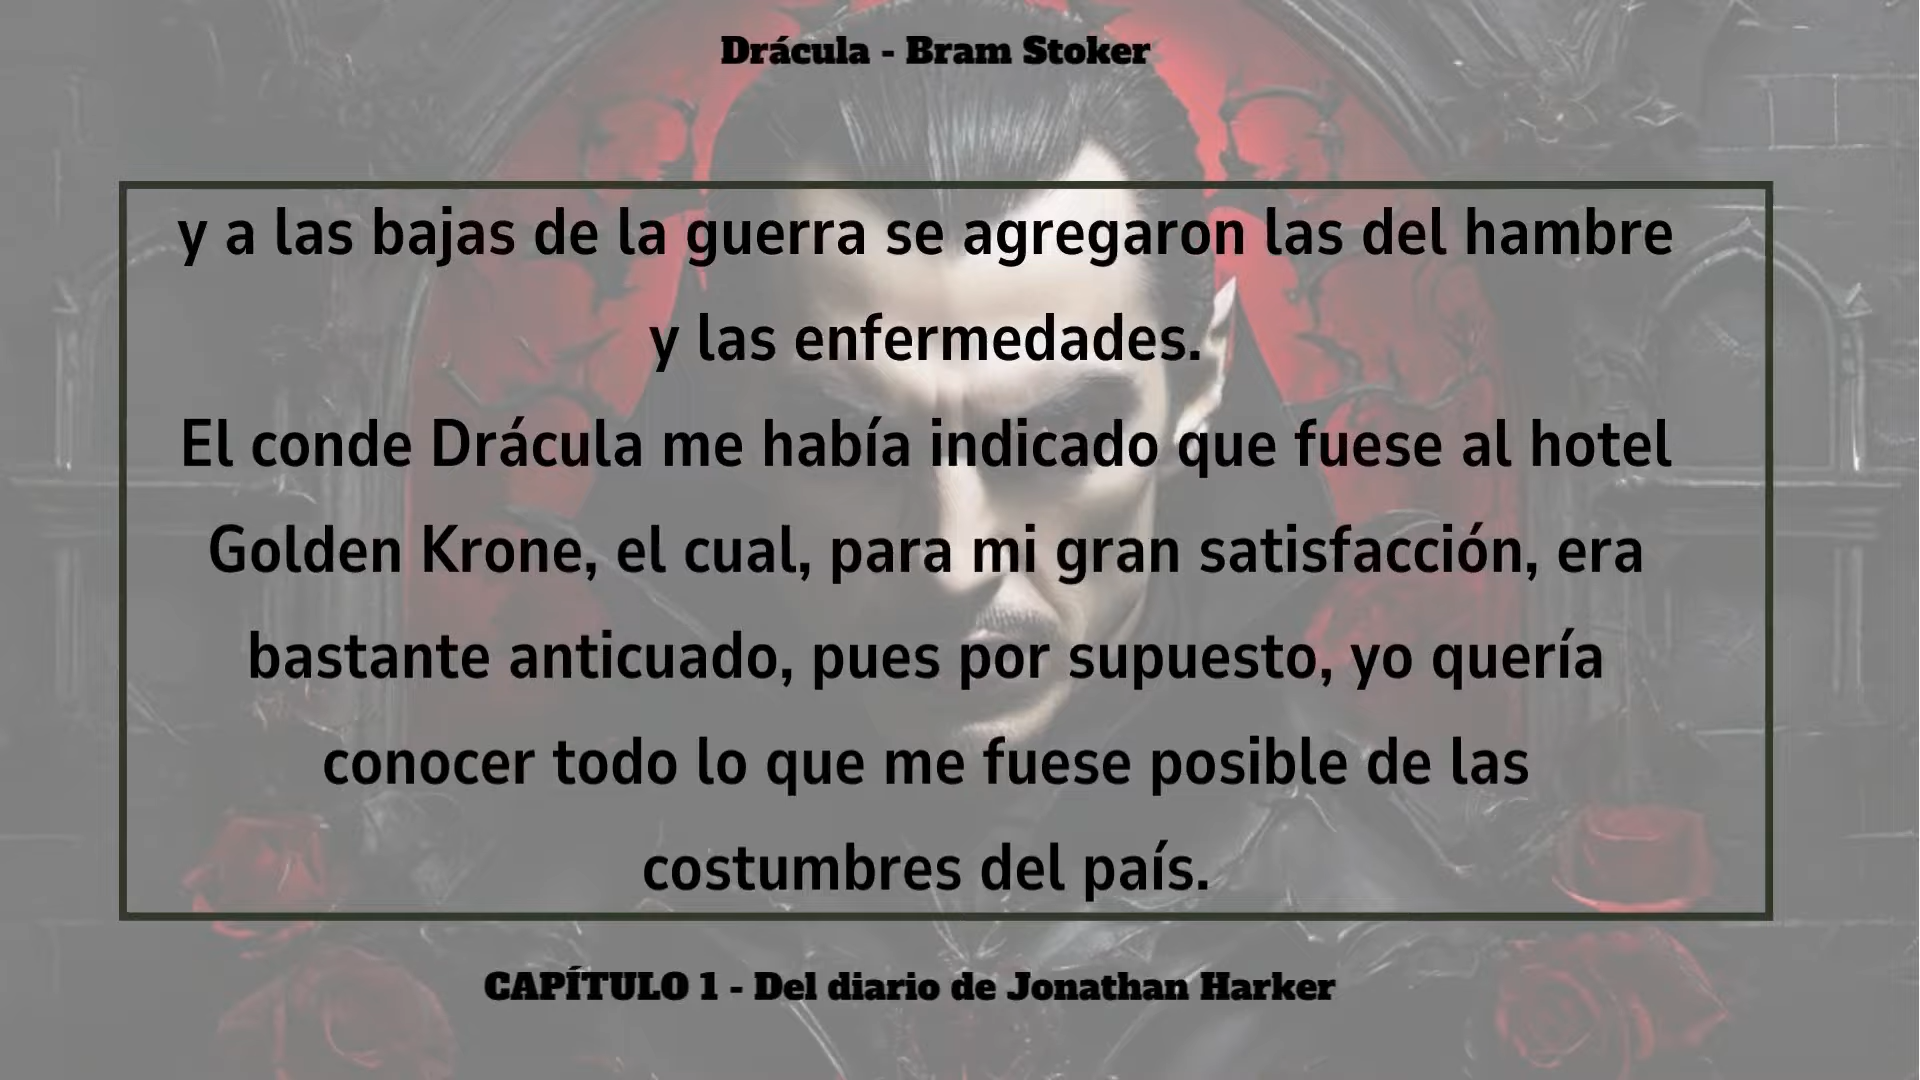 Drácula - Bram Stoker
y a las bajas de la guerra se agregaron las del hambre
y las enfermedades.
El conde Drácula me había indicado que fuese al hotel
Golden Krone, el cual, para mi gran satisfacción, era
bastante anticuado, pues por supuesto, yo quería
conocer todo lo que me fuese posible de las
costumbres del país.
CAPÍTULO 1 - Del diario de Jonathan Harker